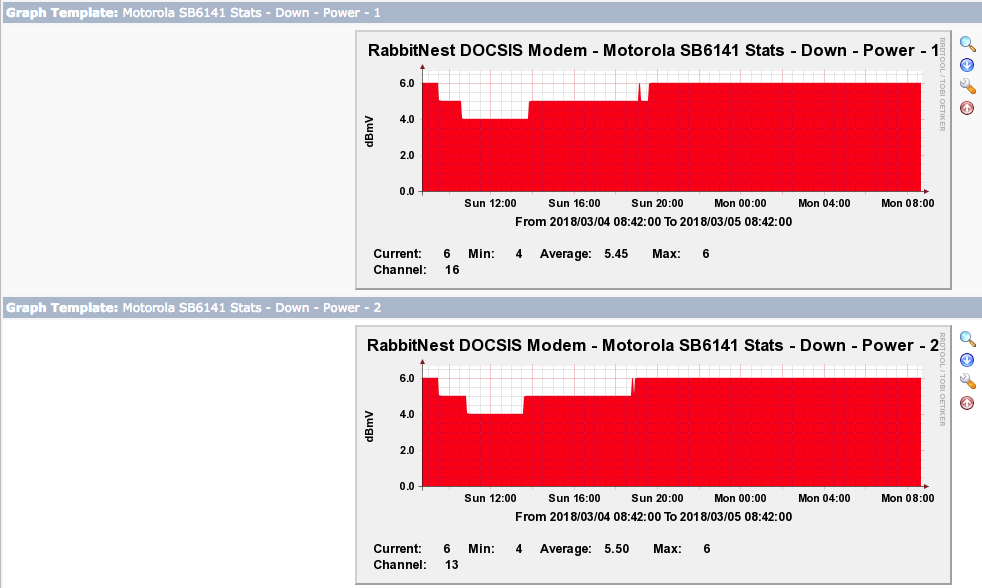 Graph Template: Motorola SB6141 Stats - Down - Power - 1
RabbitNest DOCSIS Modem - Motorola SB6141 Stats - Down - Power - 1
RRDTOOL / TOBI OETIKER
dBmV
6.0
4.0
2.0
0.0
Sun 12:00 Sun 16:00 Sun 20:00 Mon 00:00 Mon 04:00 Mon 08:00
From 2018/03/04 08:42:00 To 2018/03/05 08:42:00
Current: 6 Min: 4 Average: 5.45 Max: 6
Channel: 16
Graph Template: Motorola SB6141 Stats - Down - Power - 2
RabbitNest DOCSIS Modem - Motorola SB6141 Stats - Down - Power - 2
RRDTOOL / TOBI OETIKER
dBmV
6.0
4.0
2.0
0.0
Sun 12:00 Sun 16:00 Sun 20:00 Mon 00:00 Mon 04:00 Mon 08:00
From 2018/03/04 08:42:00 To 2018/03/05 08:42:00
Current: 6 Min: 4 Average: 5.50 Max: 6
Channel: 13